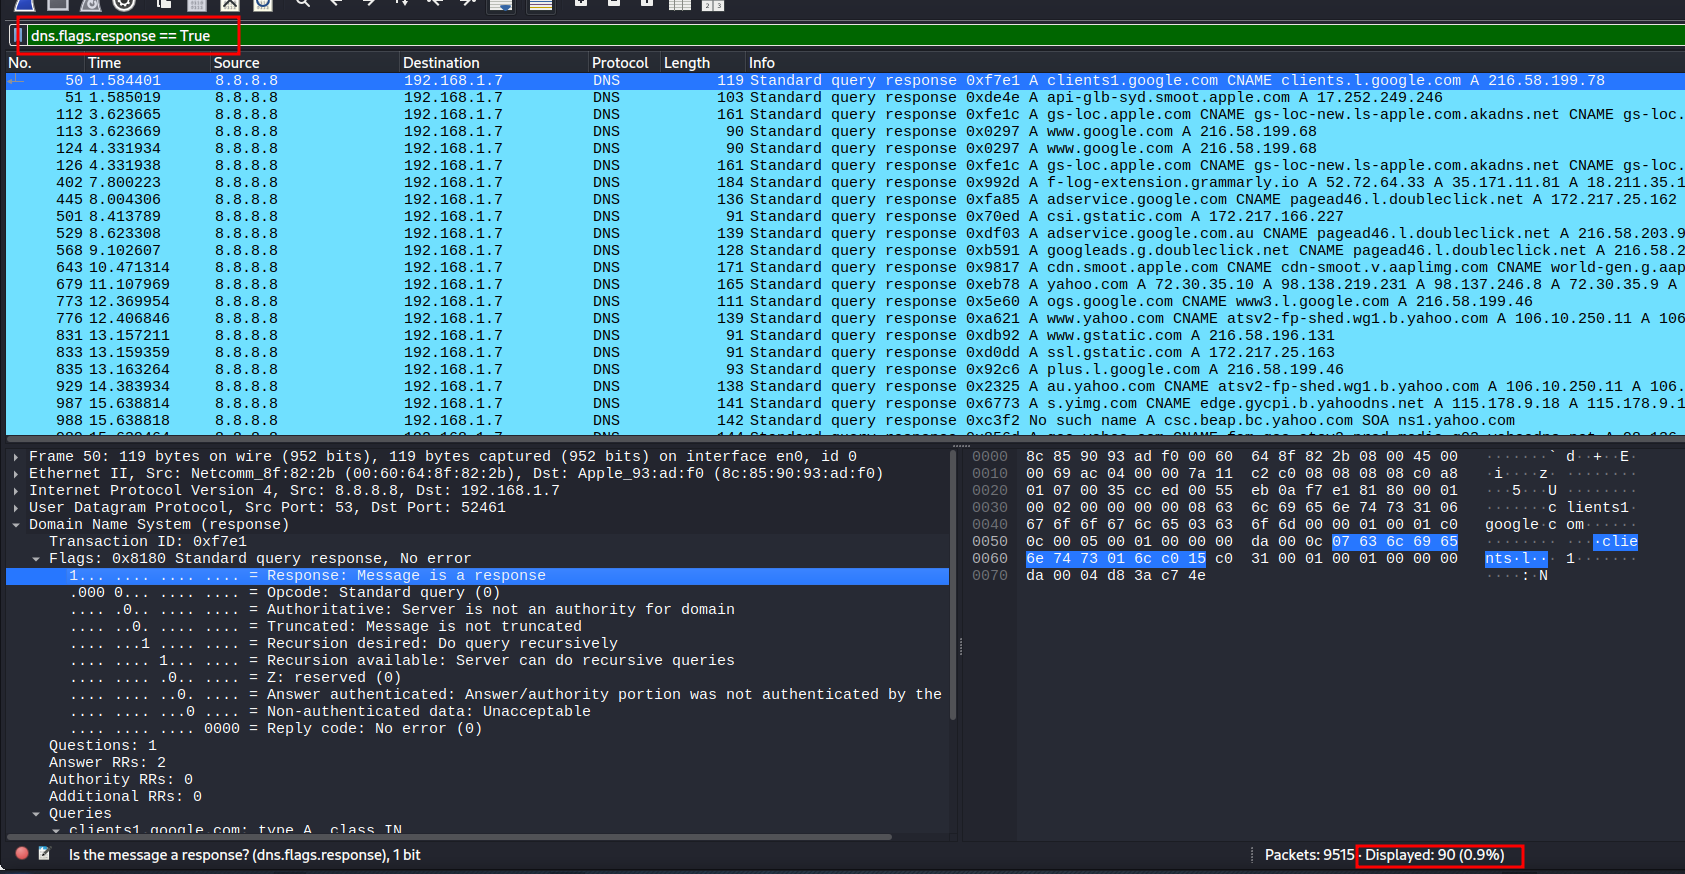 dns.flags.response == True
No. Time Source Destination Protocol Length Info
50 1.584401 8.8.8.8 192.168.1.7 DNS 119 Standard query response 0xf7e1 A clients1.google.com CNAME clients.l.google.com A 216.58.199.78
51 1.585019 8.8.8.8 192.168.1.7 DNS 103 Standard query response 0xde4e A api-glb-syd.smoot.apple.com A 17.252.249.246
112 3.623665 8.8.8.8 192.168.1.7 DNS 161 Standard query response 0xfe1c A gs-loc.apple.com CNAME gs-loc-new.ls-apple.com.akadns.net CNAME gs-loc.
113 3.623669 8.8.8.8 192.168.1.7 DNS 90 Standard query response 0x0297 A www.google.com A 216.58.199.68
124 4.331934 8.8.8.8 192.168.1.7 DNS 90 Standard query response 0x0297 A www.google.com A 216.58.199.68
126 4.331938 8.8.8.8 192.168.1.7 DNS 161 Standard query response 0xfe1c A gs-loc.apple.com CNAME gs-loc-new.ls-apple.com.akadns.net CNAME gs-loc.
402 7.800223 8.8.8.8 192.168.1.7 DNS 184 Standard query response 0x992d A f-log-extension.grammarly.io A 52.72.64.33 A 35.171.11.81 A 18.211.35.1
445 8.004306 8.8.8.8 192.168.1.7 DNS 136 Standard query response 0xfa85 A adservice.google.com CNAME pagead46.l.doubleclick.net A 172.217.25.162
501 8.413789 8.8.8.8 192.168.1.7 DNS 91 Standard query response 0x70ed A csi.gstatic.com A 172.217.166.227
529 8.623308 8.8.8.8 192.168.1.7 DNS 139 Standard query response 0xdf03 A adservice.google.com.au CNAME pagead46.l.doubleclick.net A 216.58.203.9
568 9.102607 8.8.8.8 192.168.1.7 DNS 128 Standard query response 0xb591 A googleads.g.doubleclick.net CNAME pagead46.l.doubleclick.net A 216.58.2
643 10.471314 8.8.8.8 192.168.1.7 DNS 171 Standard query response 0x9817 A cdn.smoot.apple.com CNAME cdn-smoot.v.aaplimg.com CNAME world-gen.g.aap
679 11.107969 8.8.8.8 192.168.1.7 DNS 165 Standard query response 0xeb78 A yahoo.com A 72.30.35.10 A 98.138.219.231 A 98.137.246.8 A 72.30.35.9 A
773 12.369954 8.8.8.8 192.168.1.7 DNS 111 Standard query response 0x5e60 A ogs.google.com CNAME www3.l.google.com A 216.58.199.46
776 12.406846 8.8.8.8 192.168.1.7 DNS 139 Standard query response 0xa621 A www.yahoo.com CNAME atsv2-fp-shed.wg1.b.yahoo.com A 106.10.250.11 A 106
831 13.157211 8.8.8.8 192.168.1.7 DNS 91 Standard query response 0xdb92 A www.gstatic.com A 216.58.196.131
833 13.159359 8.8.8.8 192.168.1.7 DNS 91 Standard query response 0xd0dd A ssl.gstatic.com A 172.217.25.163
835 13.163264 8.8.8.8 192.168.1.7 DNS 93 Standard query response 0x92c6 A plus.l.google.com A 216.58.199.46
929 14.383934 8.8.8.8 192.168.1.7 DNS 138 Standard query response 0x2325 A au.yahoo.com CNAME atsv2-fp-shed.wg1.b.yahoo.com A 106.10.250.11 A 106.
987 15.638814 8.8.8.8 192.168.1.7 DNS 141 Standard query response 0x6773 A s.yimg.com CNAME edge.gycpi.b.yahoodns.net A 115.178.9.18 A 115.178.9.1
988 15.638818 8.8.8.8 192.168.1.7 DNS 142 Standard query response 0xc3f2 No such name A csc.beap.bc.yahoo.com SOA ns1.yahoo.com
Frame 50: 119 bytes on wire (952 bits), 119 bytes captured (952 bits) on interface en0, id 0
Ethernet II, Src: Netcomm_8f:82:2b (00:60:64:8f:82:2b), Dst: Apple_93:ad:f0 (8c:85:90:93:ad:f0)
Internet Protocol Version 4, Src: 8.8.8.8, Dst: 192.168.1.7
User Datagram Protocol, Src Port: 53, Dst Port: 52461
Domain Name System (response)
Transaction ID: 0xf7e1
Flags: 0x8180 Standard query response, No error
1... .... .... .... = Response: Message is a response
.000 0... .... .... = Opcode: Standard query (0)
.... .0.. .... .... = Authoritative: Server is not an authority for domain
.... ..0. .... .... = Truncated: Message is not truncated
.... ...1 .... .... = Recursion desired: Do query recursively
.... .... 1... .... = Recursion available: Server can do recursive queries
.... .... .0.. .... = Z: reserved (0)
.... .... ..0. .... = Answer authenticated: Answer/authority portion was not authenticated by the
.... .... ...0 .... = Non-authenticated data: Unacceptable
.... .... .... 0000 = Reply code: No error (0)
Questions: 1
Answer RRs: 2
Authority RRs: 0
Additional RRs: 0
Queries
clients1.google.com: type A, class IN
0000 8c 85 90 93 ad f0 00 60 64 8f 82 2b 08 00 45 00 ·······` d··+··E·
0010 00 69 ac 04 00 00 7a 11 c2 c0 08 08 08 08 c0 a8 ·i····z· ········
0020 01 07 00 35 cc ed 00 55 eb 0a f7 e1 81 80 00 01 ···5···U ········
0030 00 02 00 00 00 00 08 63 6c 69 65 6e 74 73 31 06 ·······c lients1·
0040 67 6f 6f 67 6c 65 03 63 6f 6d 00 00 01 00 01 c0 google·c om······
0050 0c 00 05 00 01 00 00 00 da 00 0c 07 63 6c 69 65 ········ ····clie
0060 6e 74 73 01 6c c0 15 c0 31 00 01 00 01 00 00 00 nts·l··· 1·······
0070 da 00 04 d8 3a c7 4e ····:·N
Is the message a response? (dns.flags.response), 1 bit
Packets: 9515 · Displayed: 90 (0.9%)